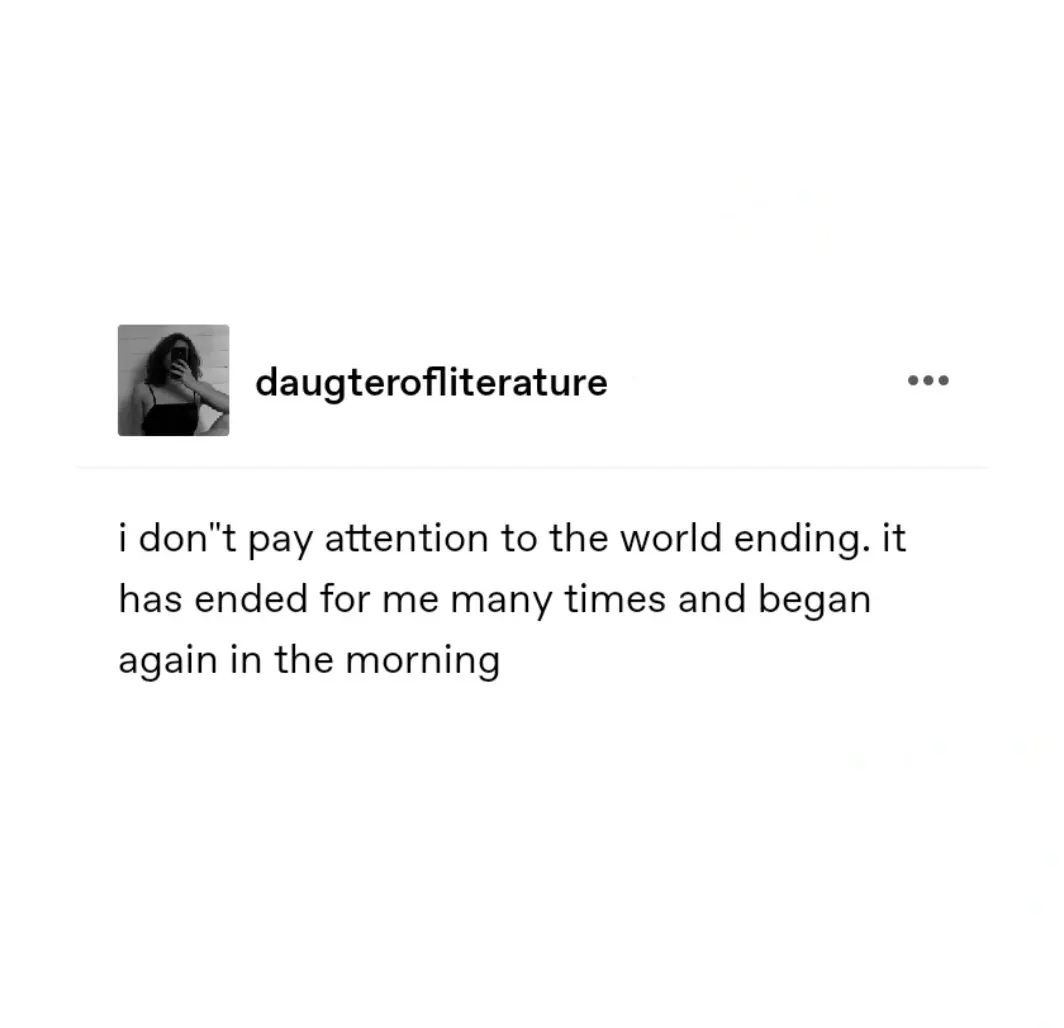 daugterofliterature
i don"t pay attention to the world ending. it
has ended for me many times and began
again in the morning